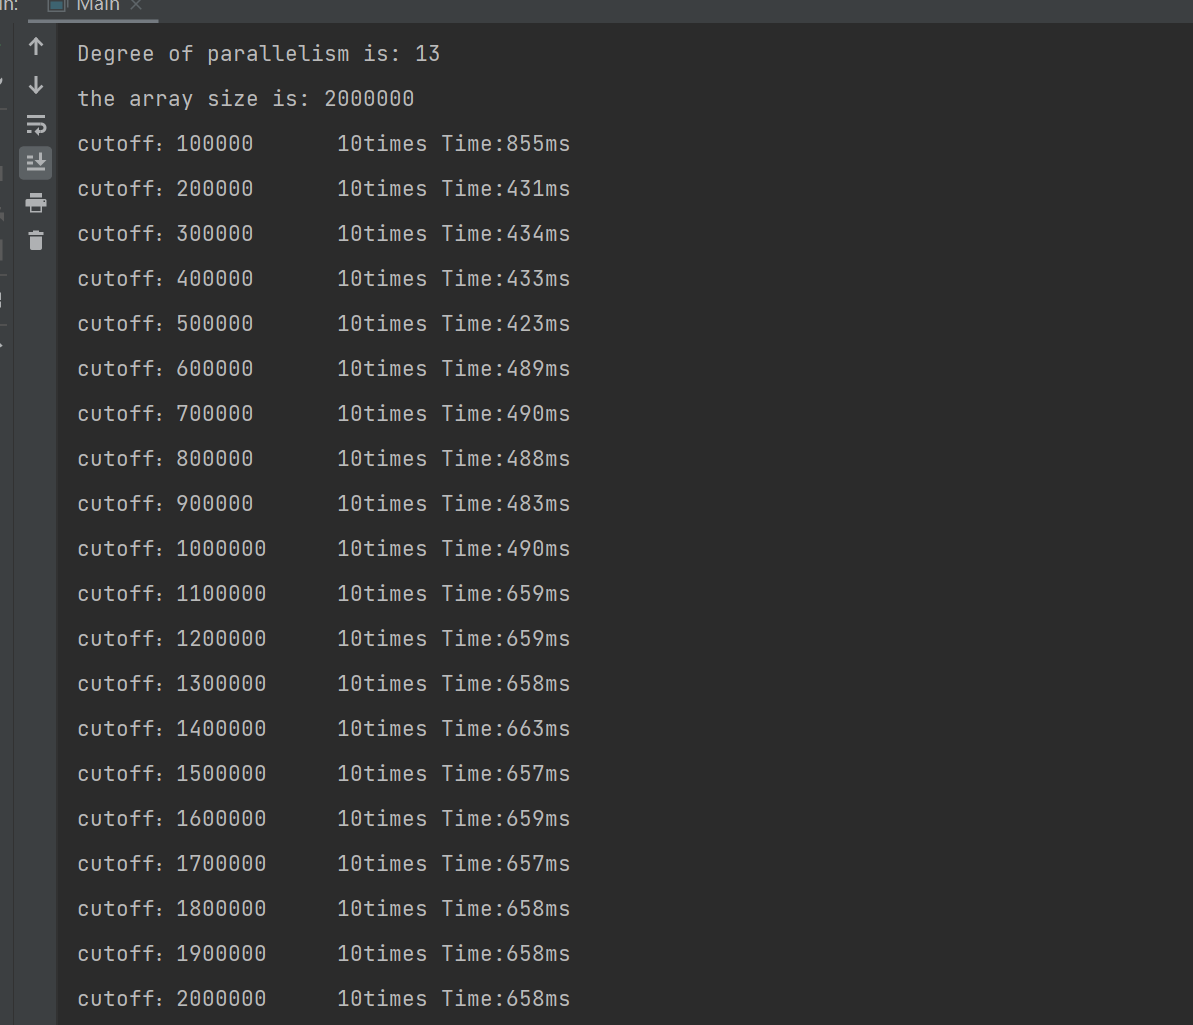 in: Main
Degree of parallelism is: 13
the array size is: 2000000
cutoff：100000 10times Time:855ms
cutoff：200000 10times Time:431ms
cutoff：300000 10times Time:434ms
cutoff：400000 10times Time:433ms
cutoff：500000 10times Time:423ms
cutoff：600000 10times Time:489ms
cutoff：700000 10times Time:490ms
cutoff：800000 10times Time:488ms
cutoff：900000 10times Time:483ms
cutoff：1000000 10times Time:490ms
cutoff：1100000 10times Time:659ms
cutoff：1200000 10times Time:659ms
cutoff：1300000 10times Time:658ms
cutoff：1400000 10times Time:663ms
cutoff：1500000 10times Time:657ms
cutoff：1600000 10times Time:659ms
cutoff：1700000 10times Time:657ms
cutoff：1800000 10times Time:658ms
cutoff：1900000 10times Time:658ms
cutoff：2000000 10times Time:658ms